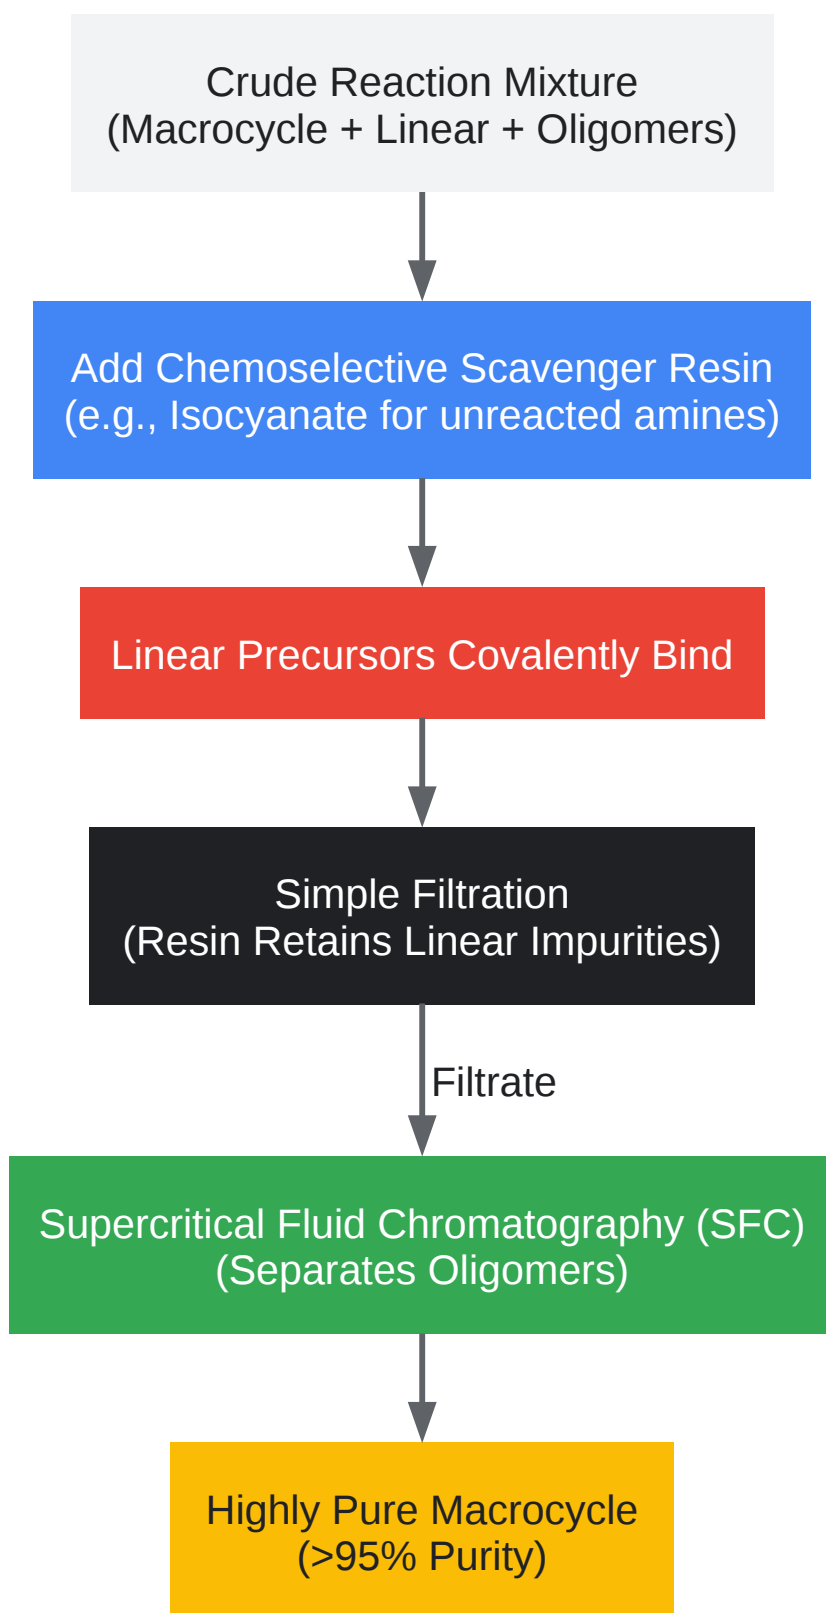 Crude Reaction Mixture
(Macrocycle + Linear + Oligomers)
Add Chemoselective Scavenger Resin
(e.g., Isocyanate for unreacted amines)
Linear Precursors Covalently Bind
Simple Filtration
(Resin Retains Linear Impurities)
Filtrate
Supercritical Fluid Chromatography (SFC)
(Separates Oligomers)
Highly Pure Macrocycle
(>95% Purity)